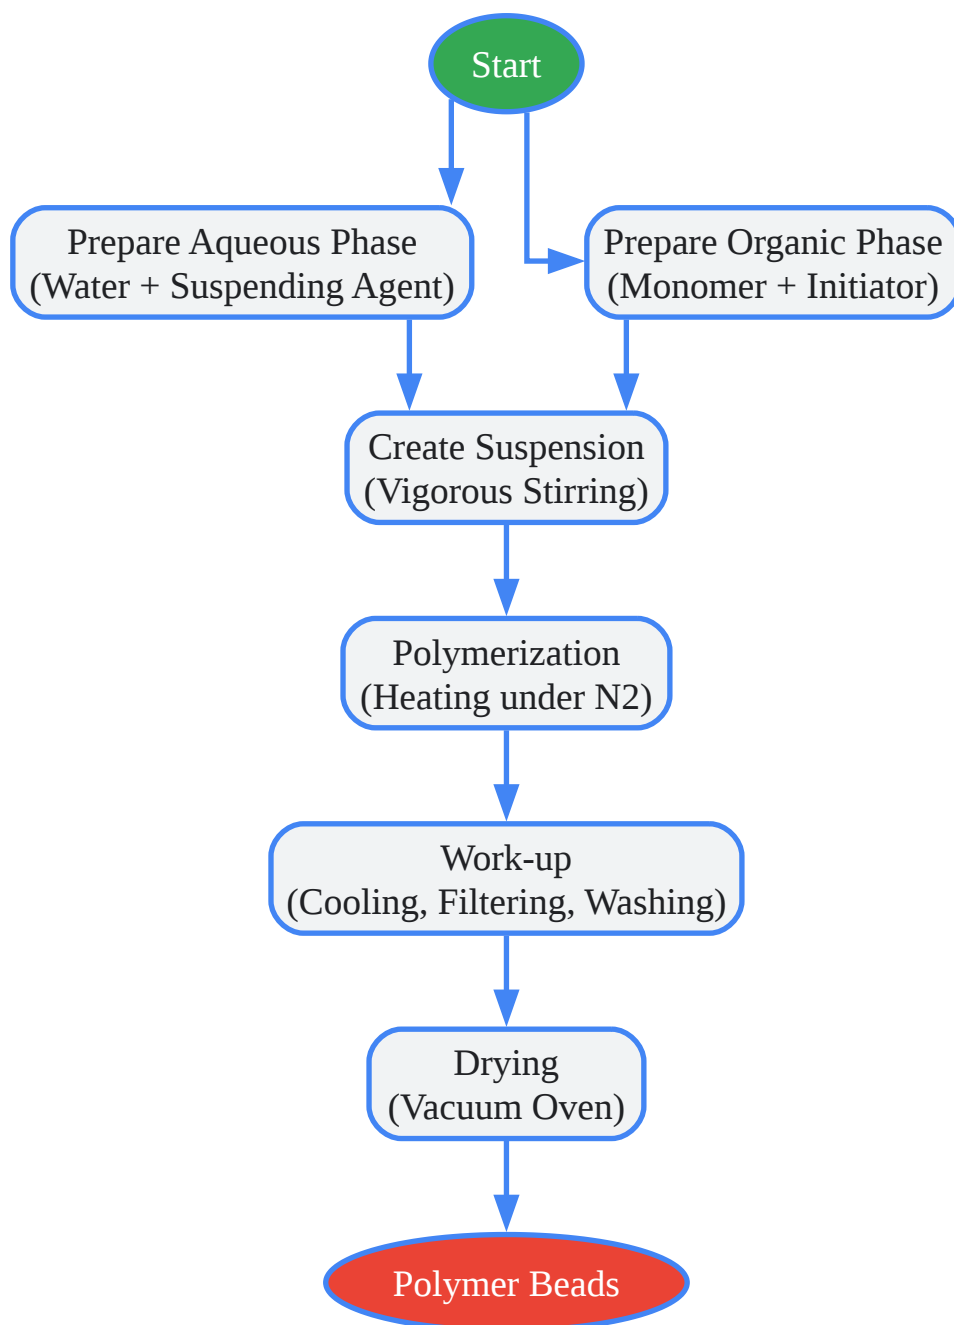 Start
Prepare Aqueous Phase
(Water + Suspending Agent)
Prepare Organic Phase
(Monomer + Initiator)
Create Suspension
(Vigorous Stirring)
Polymerization
(Heating under N2)
Work-up
(Cooling, Filtering, Washing)
Drying
(Vacuum Oven)
Polymer Beads